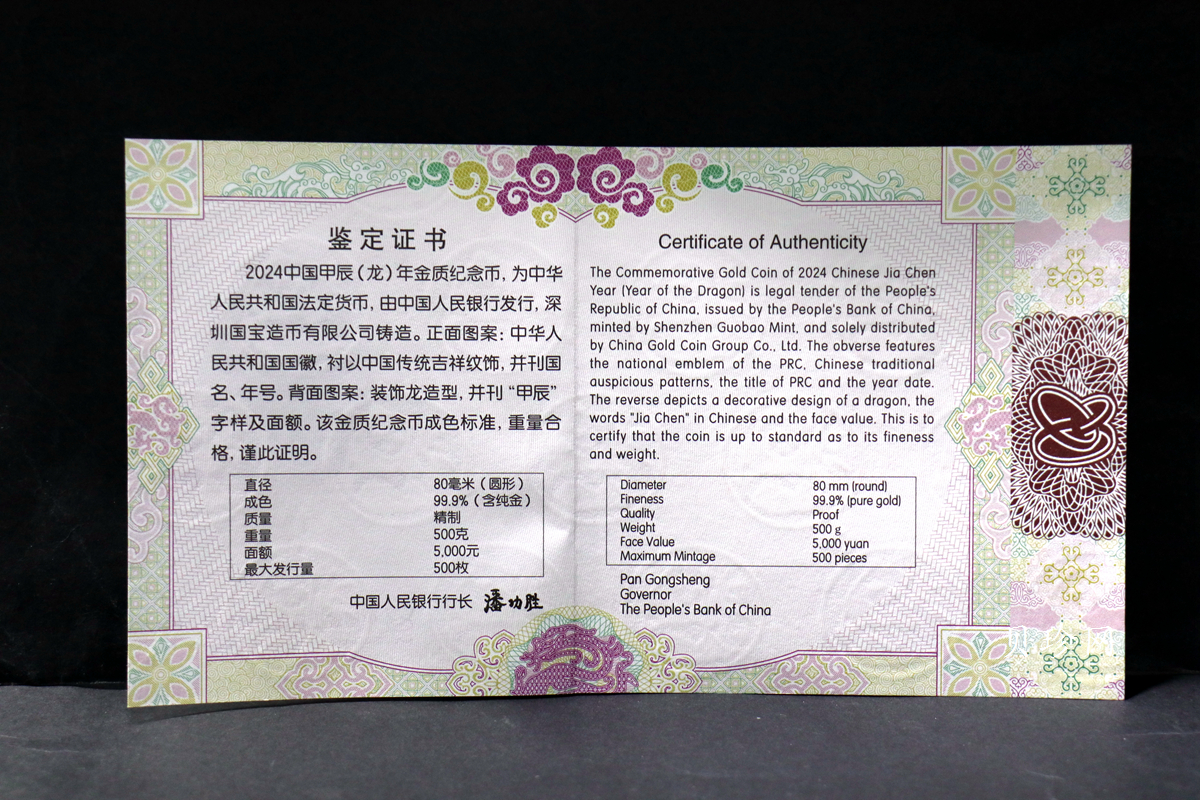 鉴定证书
2024中国甲辰（龙）年金质纪念币，为中华
人民共和国法定货币，由中国人民银行发行，深
圳国宝造币有限公司铸造。正面图案：中华人
民共和国国徽，衬以中国传统吉祥纹饰，并刊国
名、年号。背面图案：装饰龙造型，并刊“甲辰”
字样及面额。该金质纪念币成色标准，重量合
格，谨此证明。
直径 80毫米（圆形）
成色 99.9%（含纯金）
质量 精制
重量 500克
面额 5,000元
最大发行量 500枚
中国人民银行行长 潘功胜
Certificate of Authenticity
The Commemorative Gold Coin of 2024 Chinese Jia Chen
Year (Year of the Dragon) is legal tender of the People's
Republic of China, issued by the People's Bank of China,
minted by Shenzhen Guobao Mint, and solely distributed
by China Gold Coin Group Co., Ltd. The obverse features
the national emblem of the PRC, Chinese traditional
auspicious patterns, the title of PRC and the year date.
The reverse depicts a decorative design of a dragon, the
words "Jia Chen" in Chinese and the face value. This is to
certify that the coin is up to standard as to its fineness
and weight.
Diameter 80 mm (round)
Fineness 99.9% (pure gold)
Quality Proof
Weight 500 g
Face Value 5,000 yuan
Maximum Mintage 500 pieces
Pan Gongsheng
Governor
The People's Bank of China